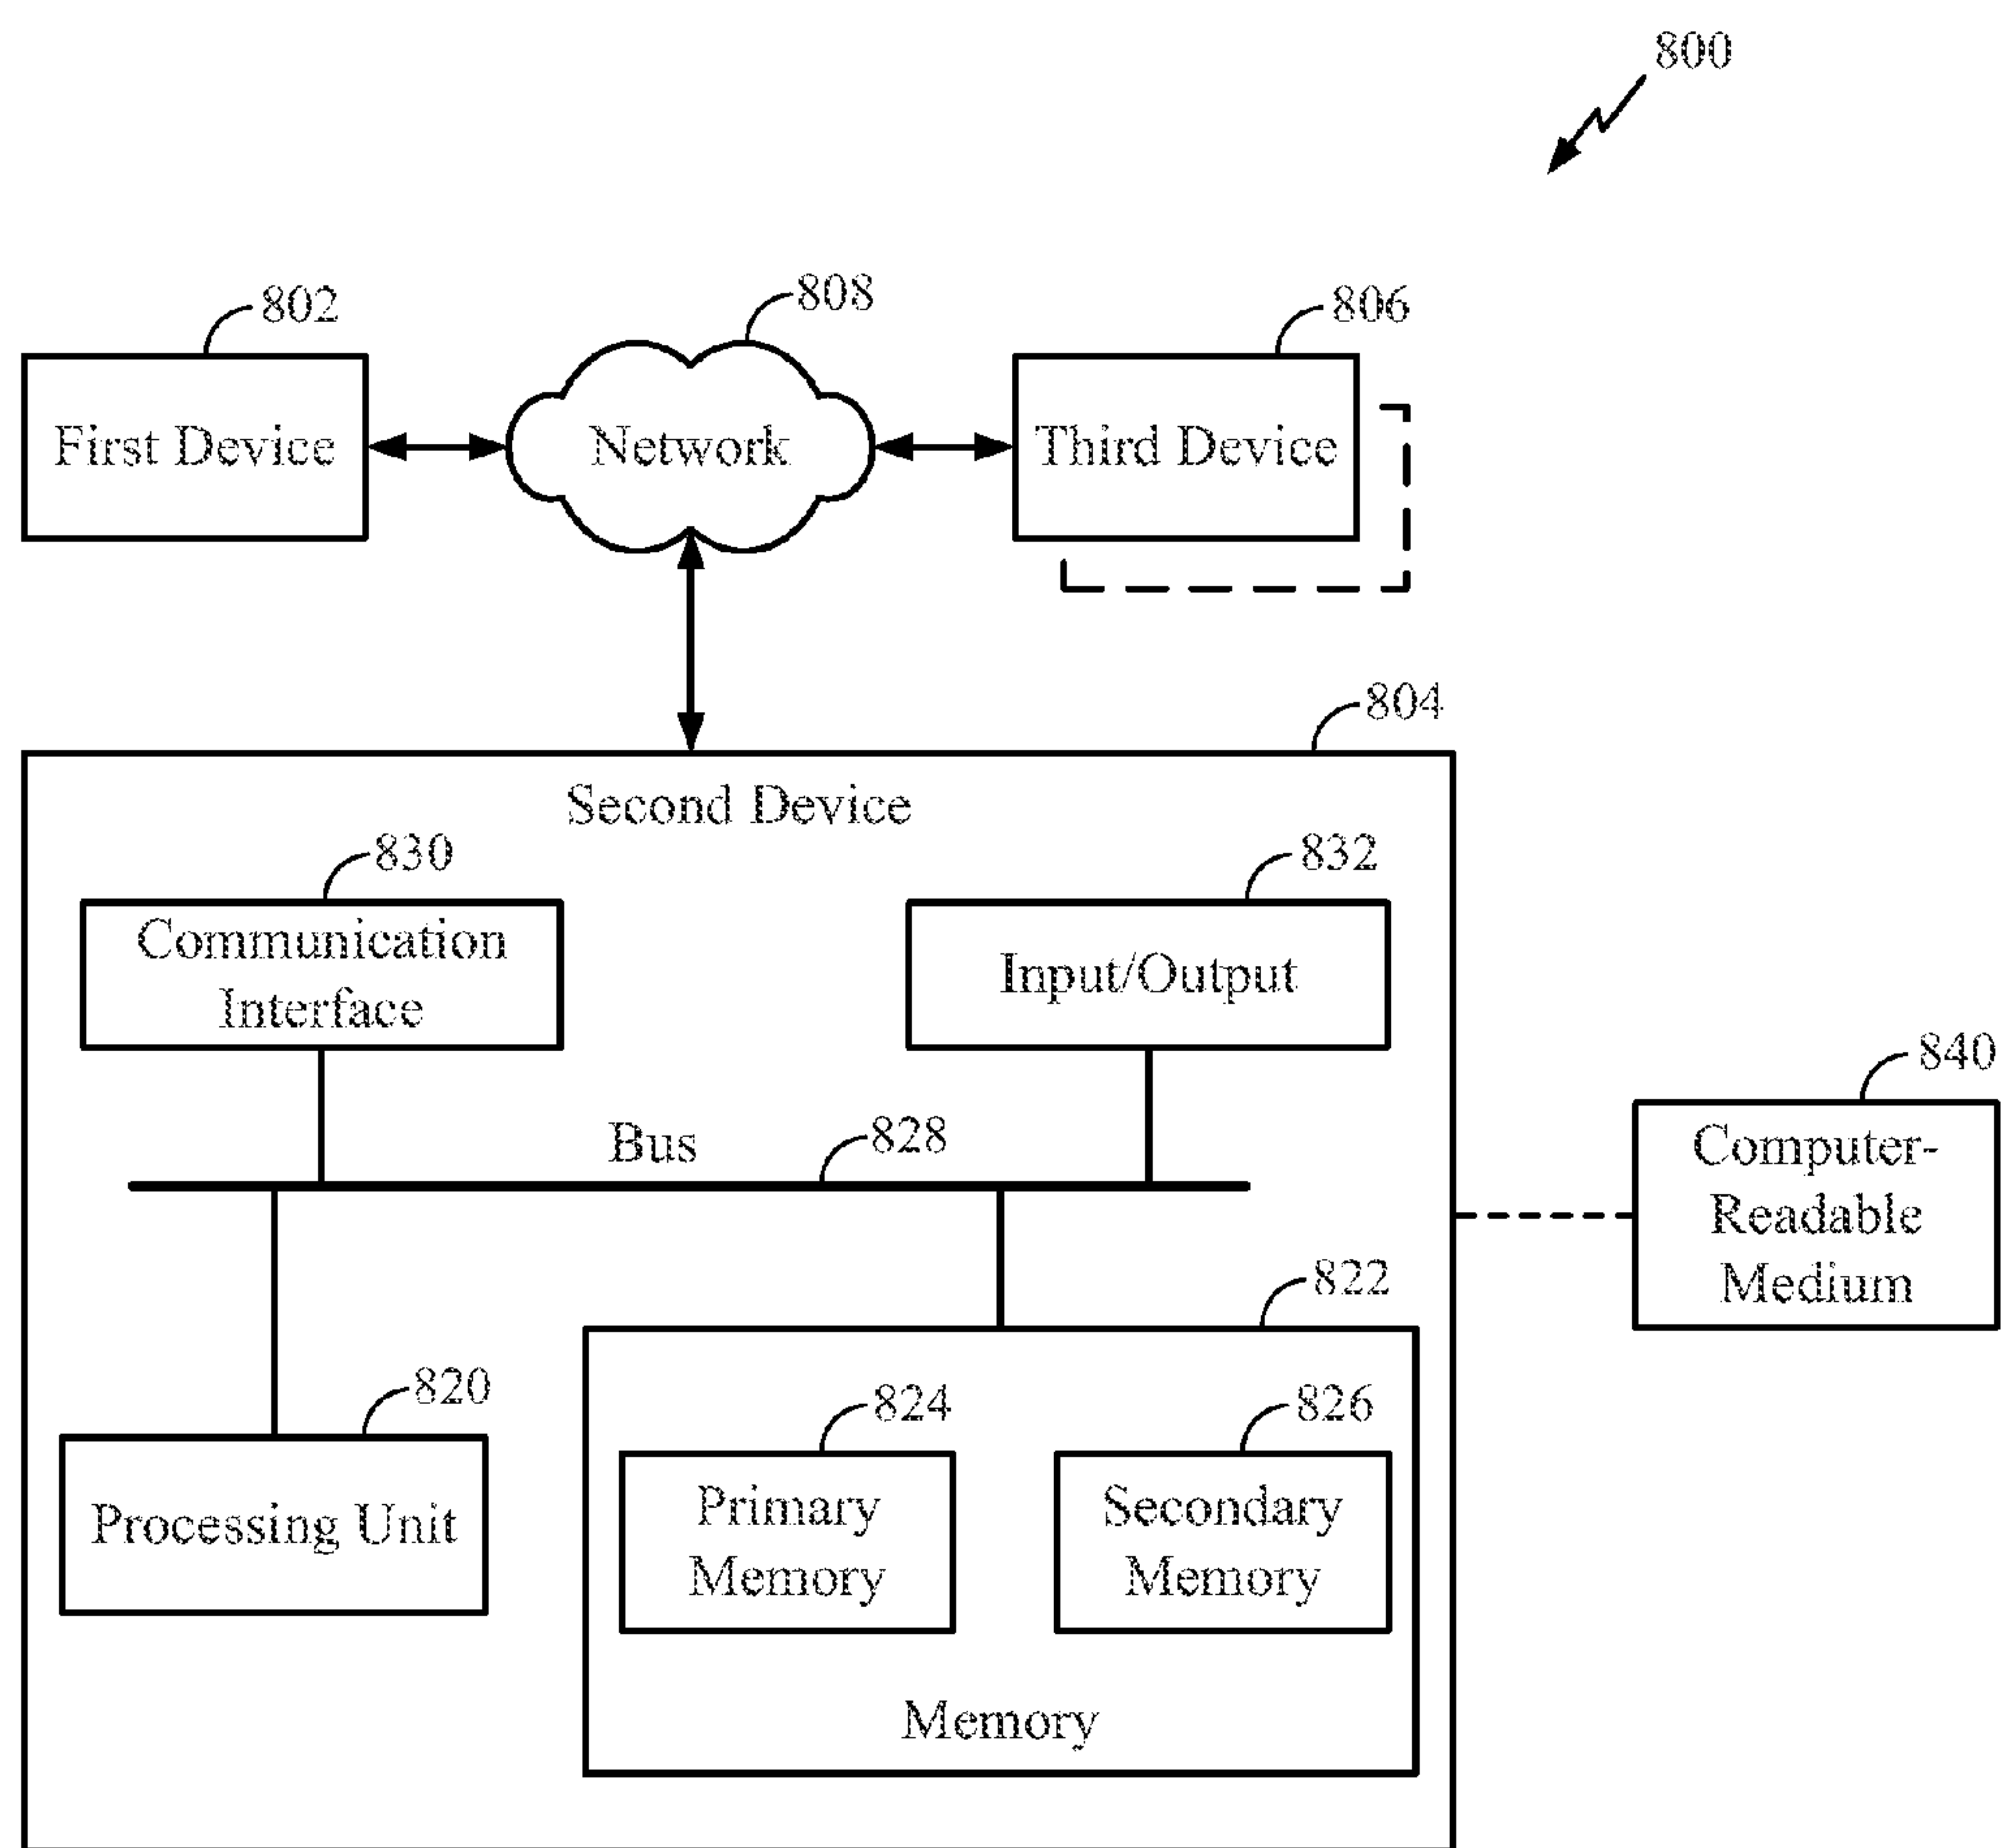 800
802
808
806
First Device
Network
Third Device
804
Second Device
830
832
Communication
Interface
Input/Output
840
Computer-
Readable
Medium
Bus
828
822
820
824
826
Processing Unit
Primary
Memory
Secondary
Memory
Memory